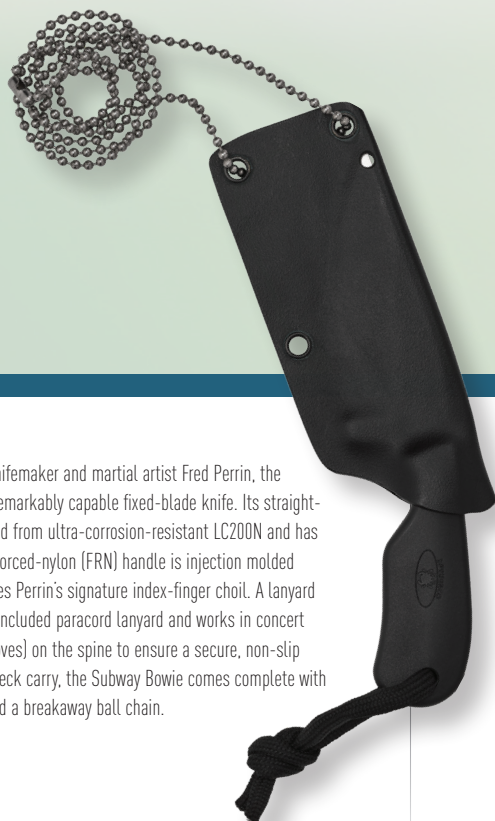 ifemaker and martial artist Fred Perrin, the
emarkably capable fixed-blade knife. Its straight-
d from ultra-corrosion-resistant LC200N and has
orced-nylon (FRN) handle is injection molded
es Perrin's signature index-finger choil. A lanyard
included paracord lanyard and works in concert
ves) on the spine to ensure a secure, non-slip
eck carry, the Subway Bowie comes complete with
d a breakaway ball chain.